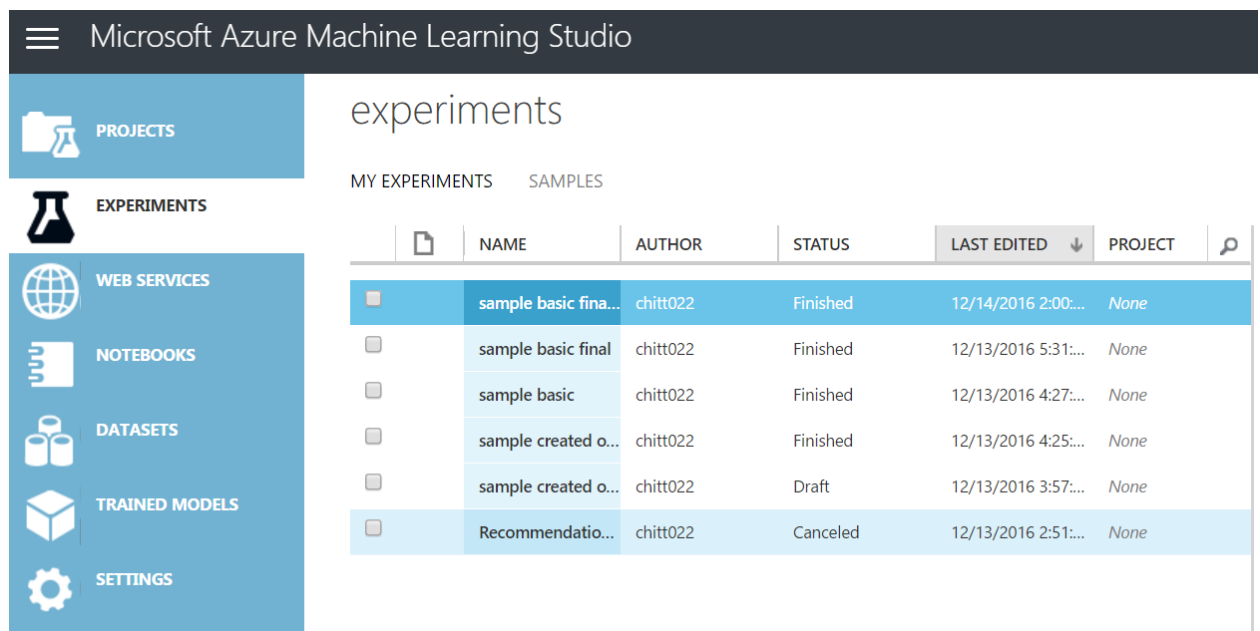 Microsoft Azure Machine Learning Studio
PROJECTS
EXPERIMENTS
WEB SERVICES
NOTEBOOKS
DATASETS
TRAINED MODELS
SETTINGS
experiments
MY EXPERIMENTS SAMPLES
NAME AUTHOR STATUS LAST EDITED PROJECT
sample basic fina... chitt022 Finished 12/14/2016 2:00:... None
sample basic final chitt022 Finished 12/13/2016 5:31:... None
sample basic chitt022 Finished 12/13/2016 4:27:... None
sample created o... chitt022 Finished 12/13/2016 4:25:... None
sample created o... chitt022 Draft 12/13/2016 3:57:... None
Recommendatio... chitt022 Canceled 12/13/2016 2:51:... None